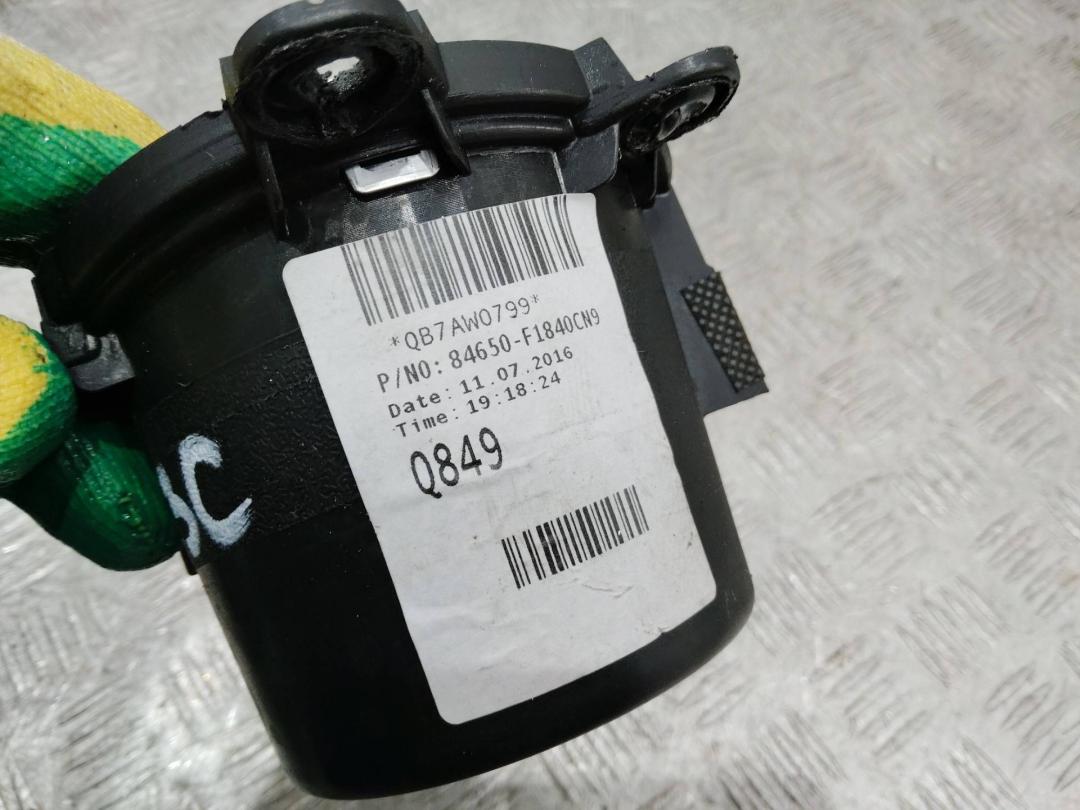 *QB7AW0799*
P/NO: 84650-F1840CN9
Date: 11.07.2016
Time: 19:18:24
Q849